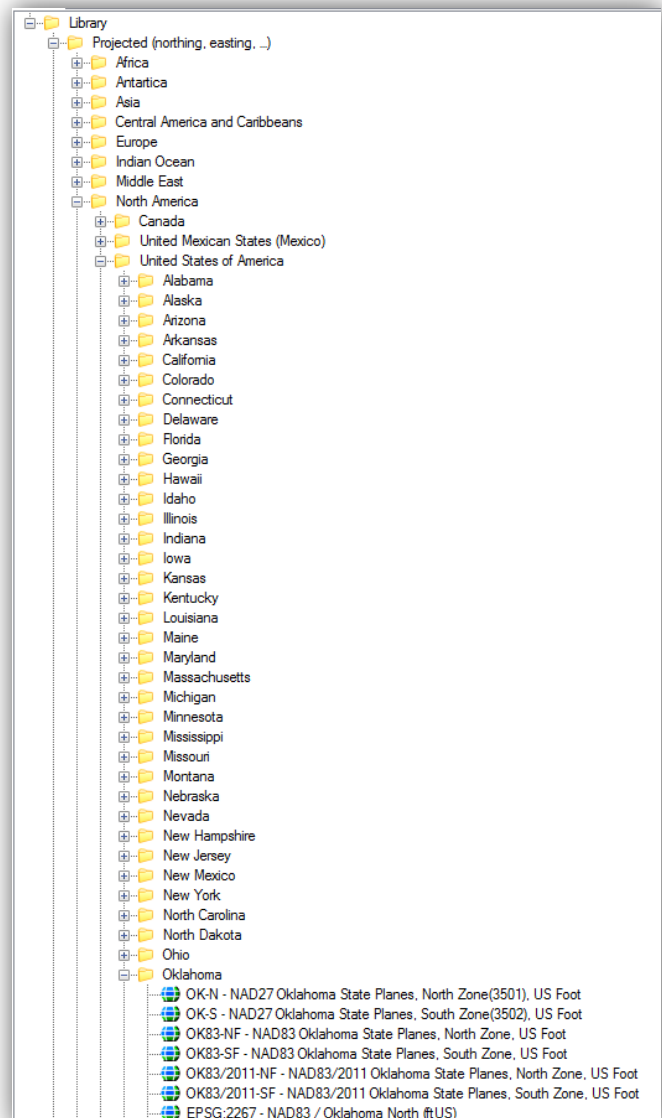 Library
Projected (northing, easting, ...)
Africa
Antartica
Asia
Central America and Caribbeans
Europe
Indian Ocean
Middle East
North America
Canada
United Mexican States (Mexico)
United States of America
Alabama
Alaska
Arizona
Arkansas
California
Colorado
Connecticut
Delaware
Florida
Georgia
Hawaii
Idaho
Illinois
Indiana
Iowa
Kansas
Kentucky
Louisiana
Maine
Maryland
Massachusetts
Michigan
Minnesota
Mississippi
Missouri
Montana
Nebraska
Nevada
New Hampshire
New Jersey
New Mexico
New York
North Carolina
North Dakota
Ohio
Oklahoma
OK-N - NAD27 Oklahoma State Planes, North Zone(3501), US Foot
OK-S - NAD27 Oklahoma State Planes, South Zone(3502), US Foot
OK83-NF - NAD83 Oklahoma State Planes, North Zone, US Foot
OK83-SF - NAD83 Oklahoma State Planes, South Zone, US Foot
OK83/2011-NF - NAD83/2011 Oklahoma State Planes, North Zone, US Foot
OK83/2011-SF - NAD83/2011 Oklahoma State Planes, South Zone, US Foot
EPSG:2267 - NAD83 / Oklahoma North (ftUS)